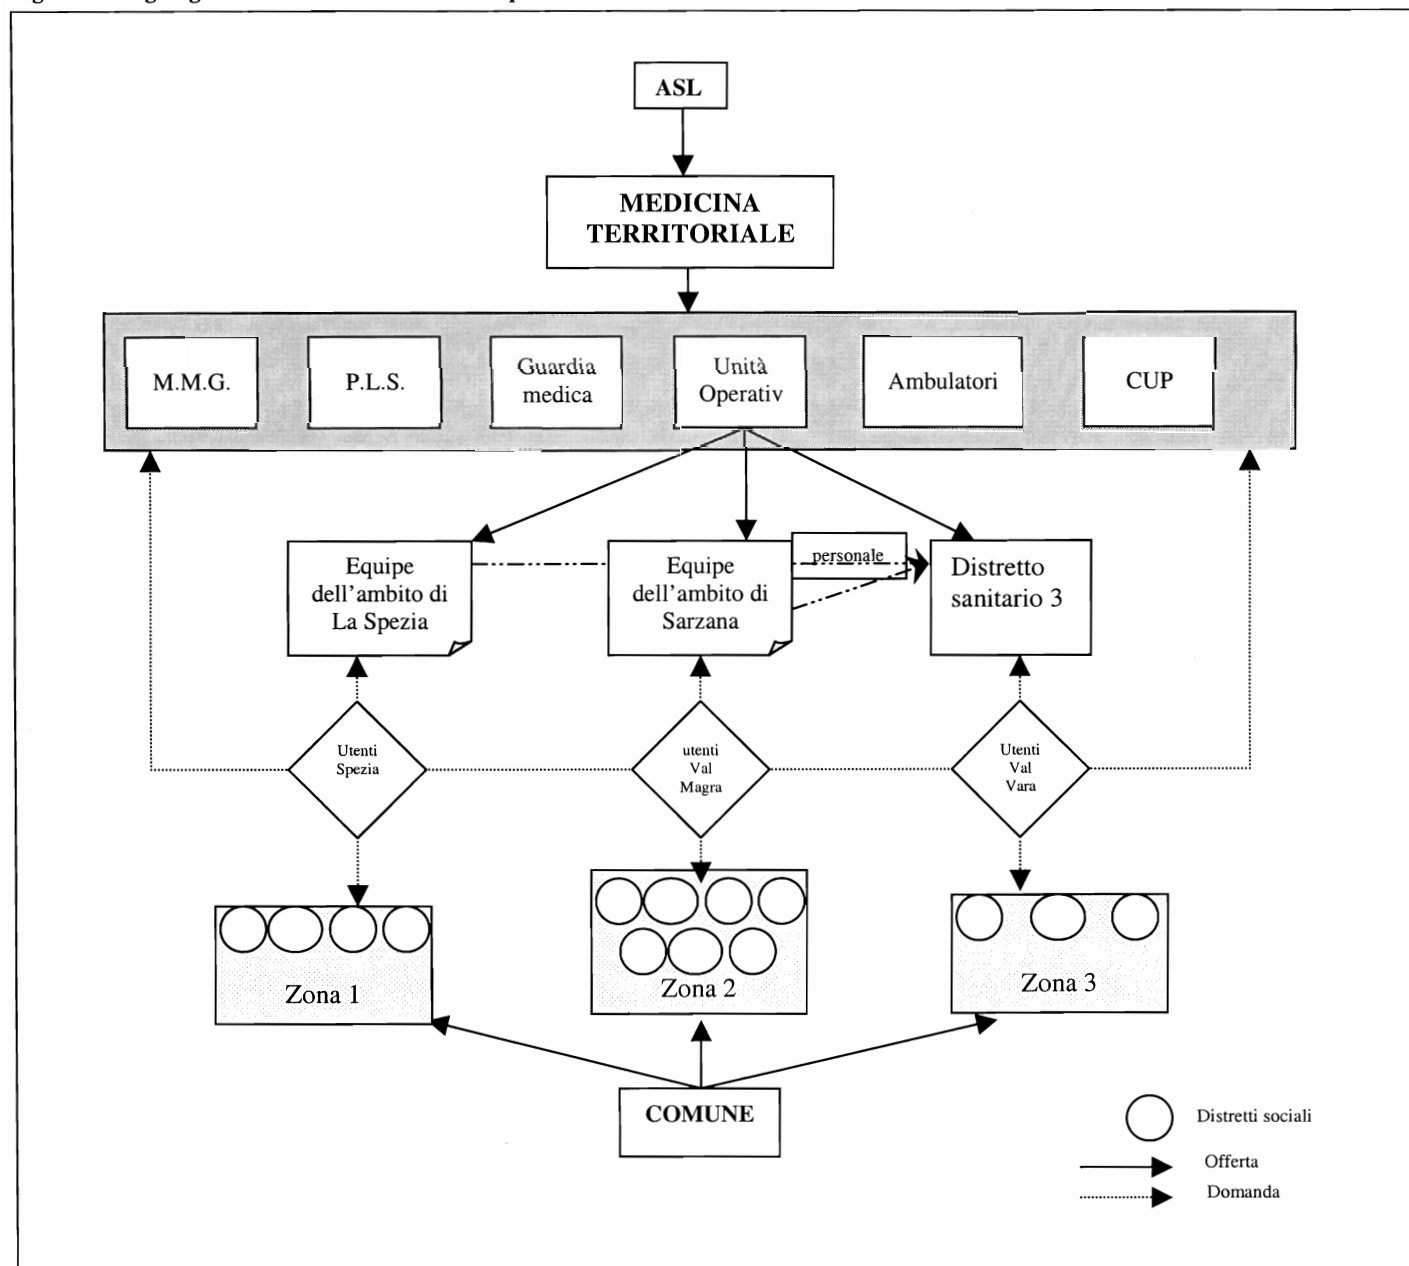 ASL
MEDICINA
TERRITORIALE
M.M.G.
P.L.S.
Guardia
medica
Unità
Operativ
Ambulatori
CUP
Equipe
dell'ambito di
La Spezia
Equipe
dell'ambito di
Sarzana
personale
Distretto
sanitario 3
Utenti
Spezia
utenti
Val
Magra
Utenti
Val
Vara
Zona 1
Zona 2
Zona 3
COMUNE
Distretti sociali
Offerta
Domanda